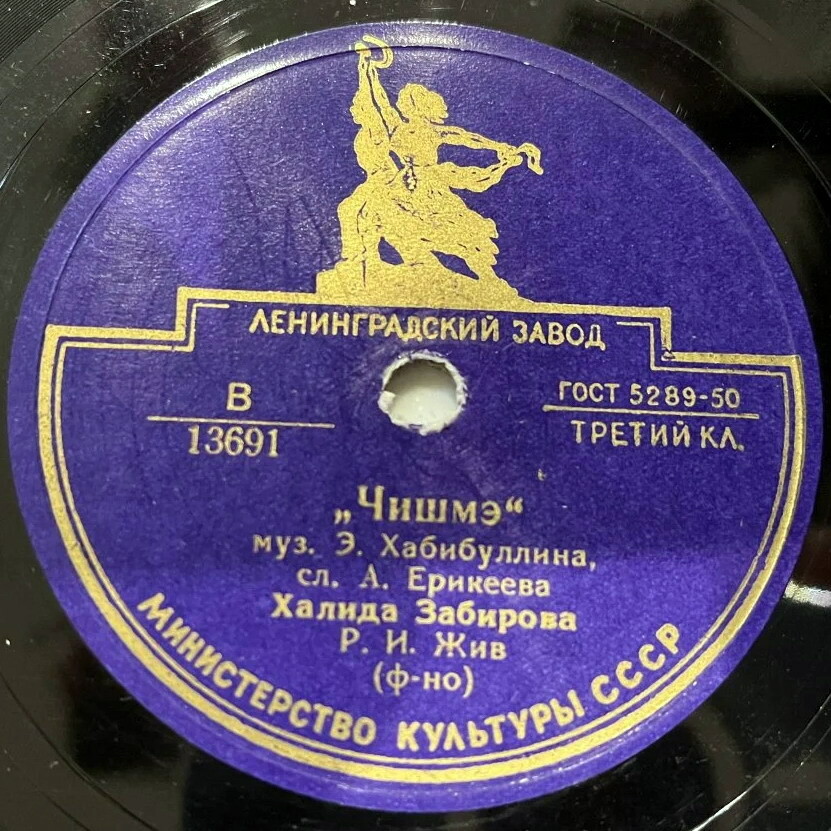 ЛЕНИНГРАДСКИЙ ЗАВОД
В
13691
ГОСТ 5289-50
ТРЕТИЙ КЛ.
„Чишмэ“
муз. Э. Хабибуллина,
сл. А. Ерикеева
Халида Забирова
Р. И. Жив
(ф-но)
МИНИСТЕРСТВО КУЛЬТУРЫ СССР